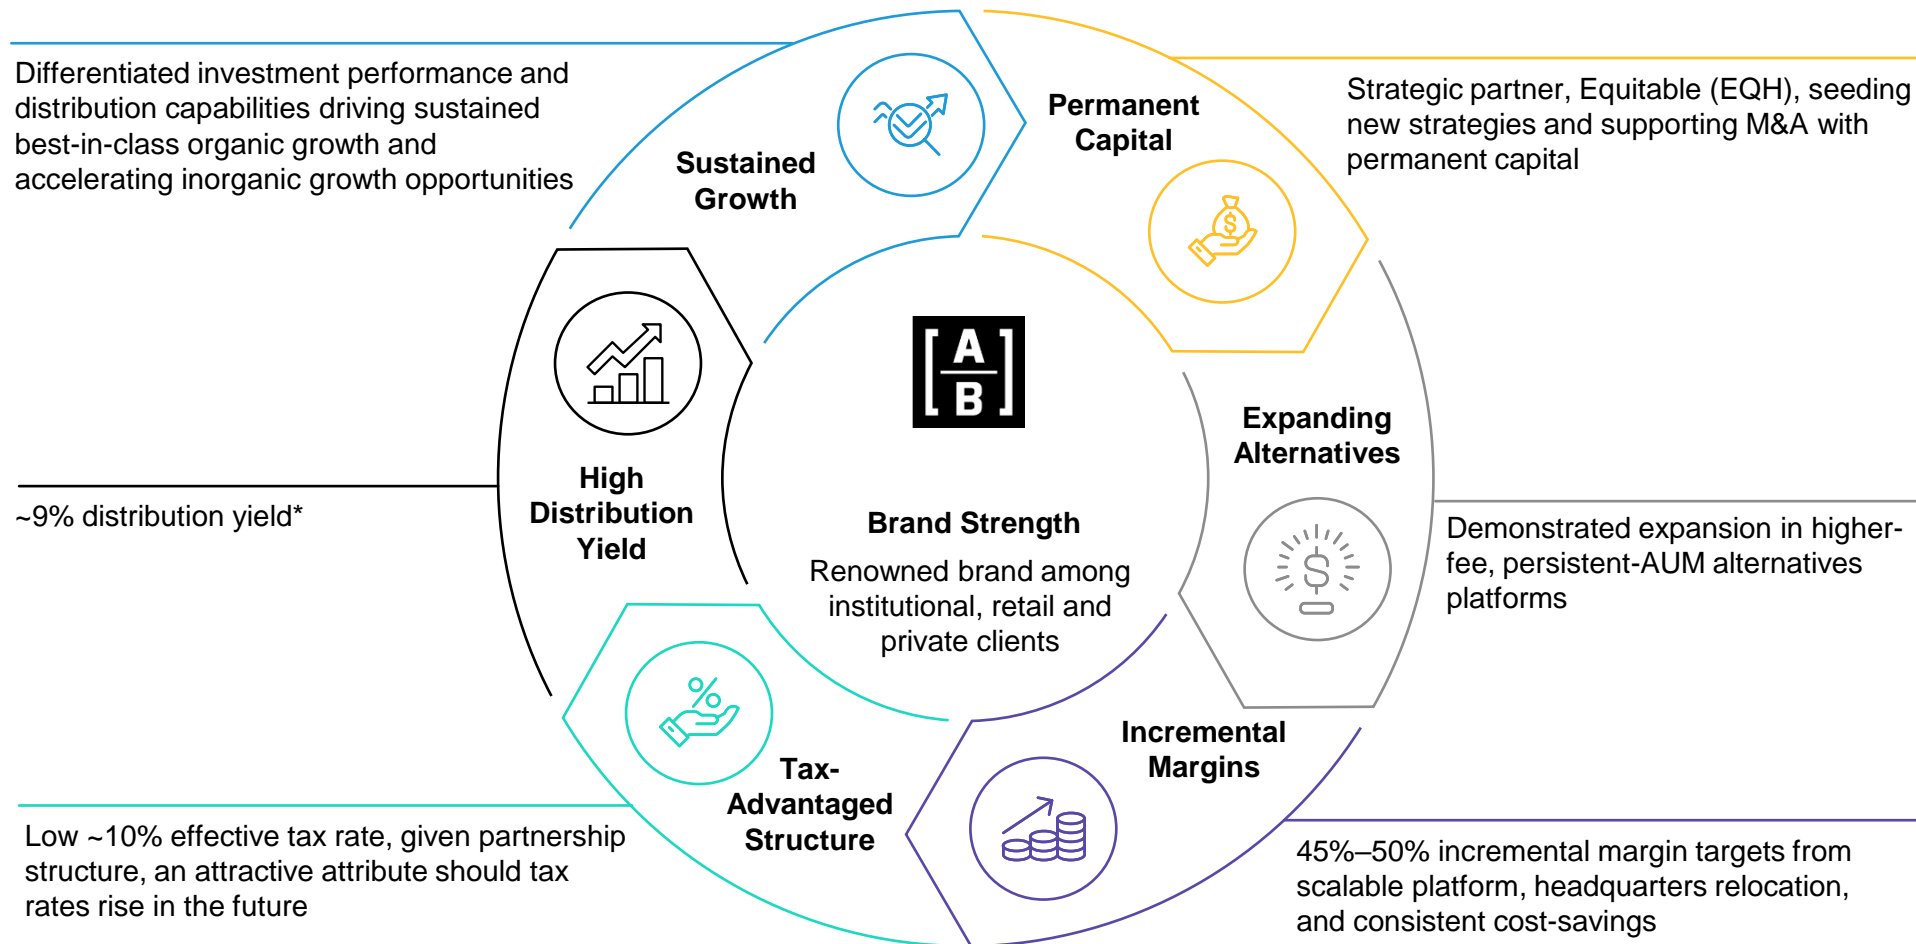 Differentiated investment performance and
distribution capabilities driving sustained
best-in-class organic growth and
accelerating inorganic growth opportunities
Sustained
Growth
Permanent
Capital
Strategic partner, Equitable (EQH), seeding
new strategies and supporting M&A with
permanent capital
$
A
B
Expanding
Alternatives
High
Distribution
Yield
~9% distribution yield*
Brand Strength
Renowned brand among
institutional, retail and
private clients
$
Demonstrated expansion in higher-
fee, persistent-AUM alternatives
platforms
%
Tax-
Advantaged
Structure
Incremental
Margins
Low ~10% effective tax rate, given partnership
structure, an attractive attribute should tax
rates rise in the future
45%–50% incremental margin targets from
scalable platform, headquarters relocation,
and consistent cost-savings